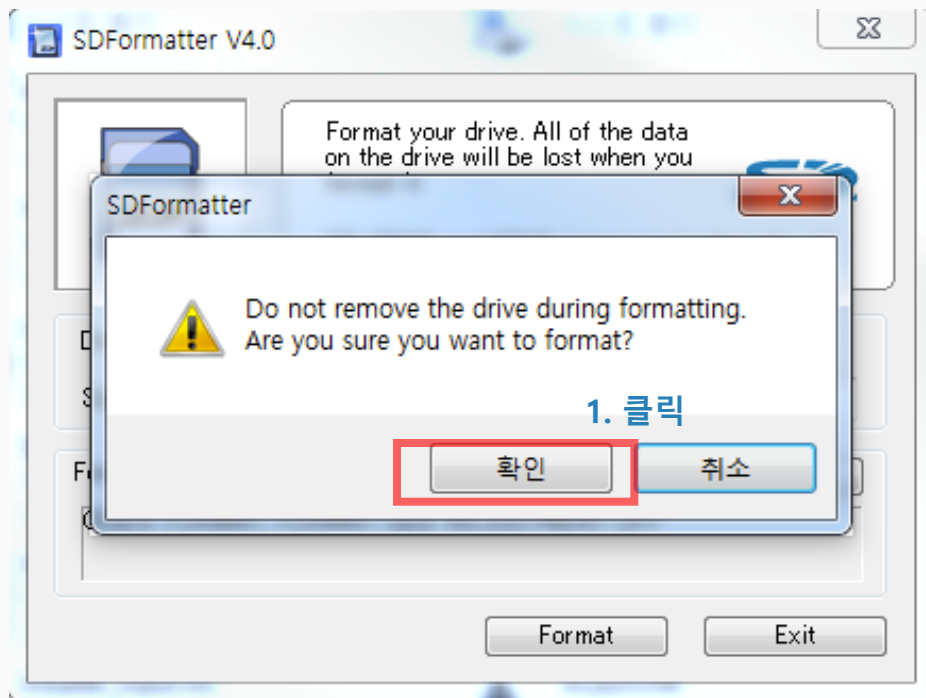 SDFormatter V4.0
Format your drive. All of the data
on the drive will be lost when you
SDFormatter
Do not remove the drive during formatting.
Are you sure you want to format?
1. 클릭
확인
취소
Format
Exit